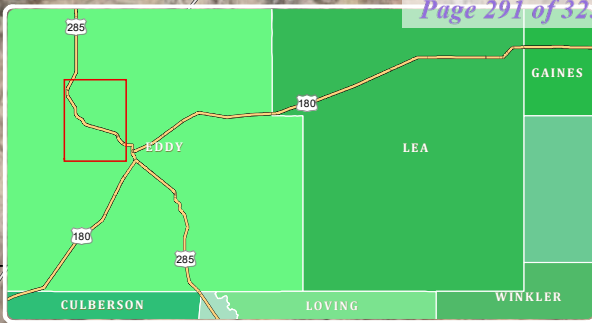 Page 291 of 32
285
GAINES
180
EDDY
LEA
180
285
WINKLER
CULBERSON
LOVING